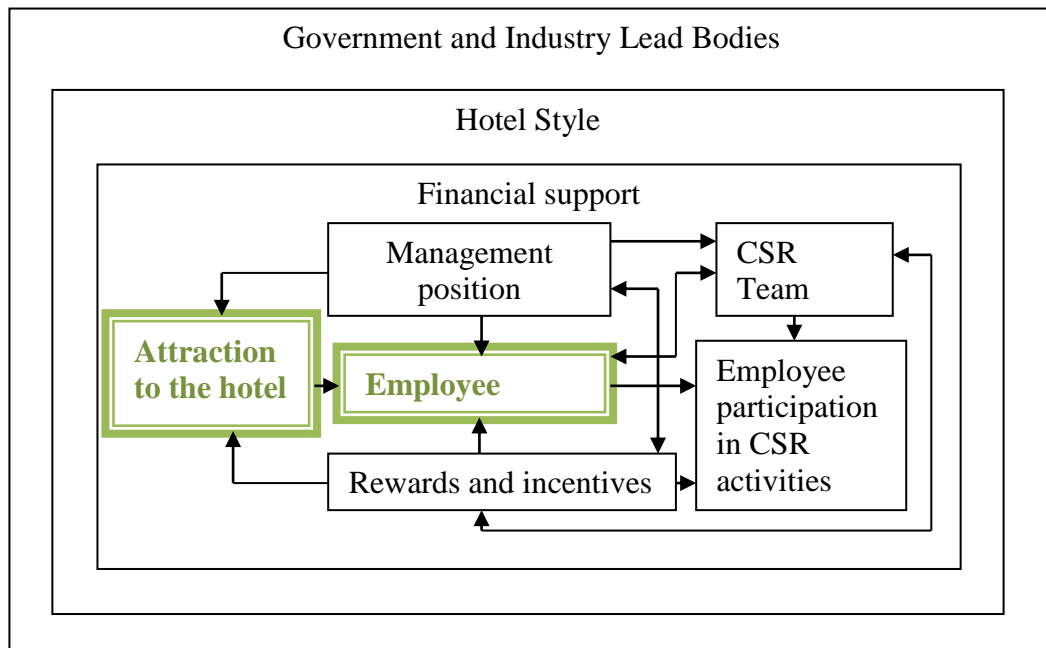 Government and Industry Lead Bodies
Hotel Style
Financial support
Management
position
CSR
Team
Attraction
to the hotel
Employee
Employee
participation
in CSR
activities
Rewards and incentives